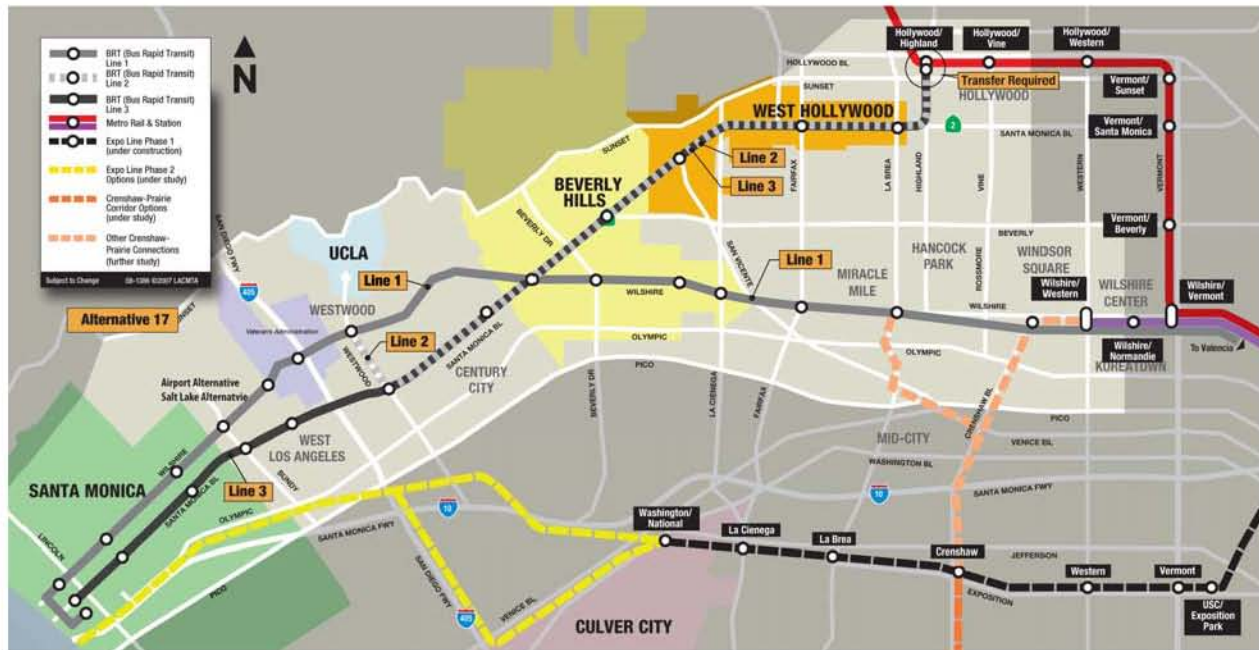 BRT (Bus Rapid Transit)
Line 1
BRT (Bus Rapid Transit)
Line 2
BRT (Bus Rapid Transit)
Line 3
Metro Rail & Station
Expo Line Phase 1
(under construction)
Expo Line Phase 2
Options (under study)
Crenshaw-Prairie
Corridor Options
(under study)
Other Crenshaw-
Prairie Connections
(further study)
Subject to Change
©2007 LACMTA
N
Alternative 17
Hollywood/
Highland
Hollywood/
Vine
Hollywood/
Western
HOLLYWOOD BL
Transfer Required
HOLLYWOOD
SUNSET
Vermont/
Sunset
WEST HOLLYWOOD
2
SANTA MONICA BL
Vermont/
Santa Monica
SUNSET
Line 2
Line 3
FAIRFAX
LA BREA
HIGHLAND
VINE
WESTERN
VERMONT
BEVERLY
HILLS
BEVERLY DR
BEVERLY
Vermont/
Beverly
SAN DIEGO FWY
UCLA
SAN VICENTE
HANCOCK
PARK
ROSSMORE
WINDSOR
SQUARE
405
Line 1
WESTWOOD
Line 1
WILSHIRE
MIRACLE
MILE
WILSHIRE
Wilshire/
Western
WILSHIRE
CENTER
Wilshire/
Vermont
SUNSET
Veterans Administration
Line 2
WESTWOOD
SANTA MONICA BL
CENTURY
CITY
OLYMPIC
PICO
OLYMPIC
Wilshire/
Normandie
KOREATOWN
To Valencia
Airport Alternative
Salt Lake Alternatvie
BEVERLY DR
LA CIENEGA
FAIRFAX
CRENSHAW BL
PICO
VENICE BL
MID-CITY
WASHINGTON BL
WEST
LOS ANGELES
WILSHIRE
SANTA MONICA BL
Line 3
BUNDY
SANTA MONICA
OLYMPIC
SANTA MONICA FWY
10
10
SANTA MONICA FWY
LINCOLN
PICO
SAN DIEGO FWY
405
VENICE BL
Washington/
National
La Cienega
La Brea
Crenshaw
JEFFERSON
EXPOSITION
Western
Vermont
USC/
Exposition
Park
CULVER CITY